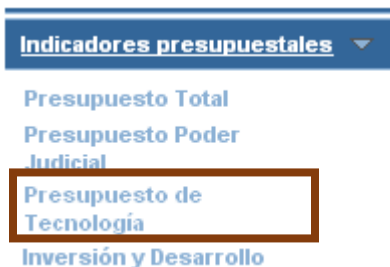 Indicadores presupuestales
Presupuesto Total
Presupuesto Poder
Judicial
Presupuesto de
Tecnología
Inversión y Desarrollo